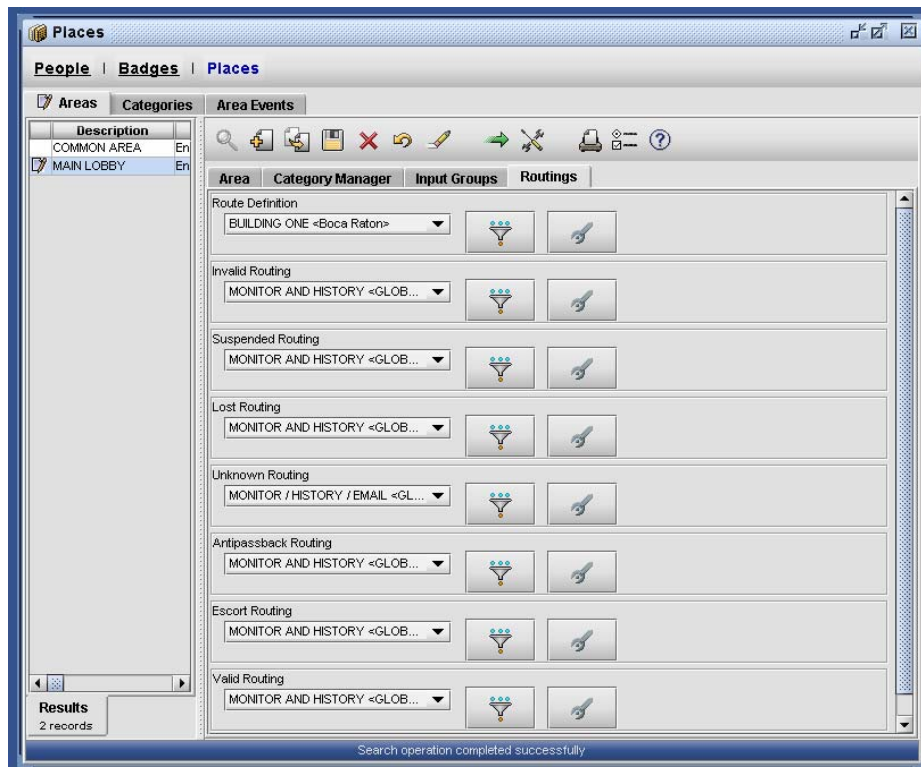 Places
People | Badges | Places
Areas Categories Area Events
Description
COMMON AREA En
MAIN LOBBY En
Area Category Manager Input Groups Routings
Route Definition
BUILDING ONE <Boca Raton>
Invalid Routing
MONITOR AND HISTORY <GLOB...
Suspended Routing
MONITOR AND HISTORY <GLOB...
Lost Routing
MONITOR AND HISTORY <GLOB...
Unknown Routing
MONITOR / HISTORY / EMAIL <GL...
Antipassback Routing
MONITOR AND HISTORY <GLOB...
Escort Routing
MONITOR AND HISTORY <GLOB...
Valid Routing
MONITOR AND HISTORY <GLOB...
Results
2 records
Search operation completed successfully